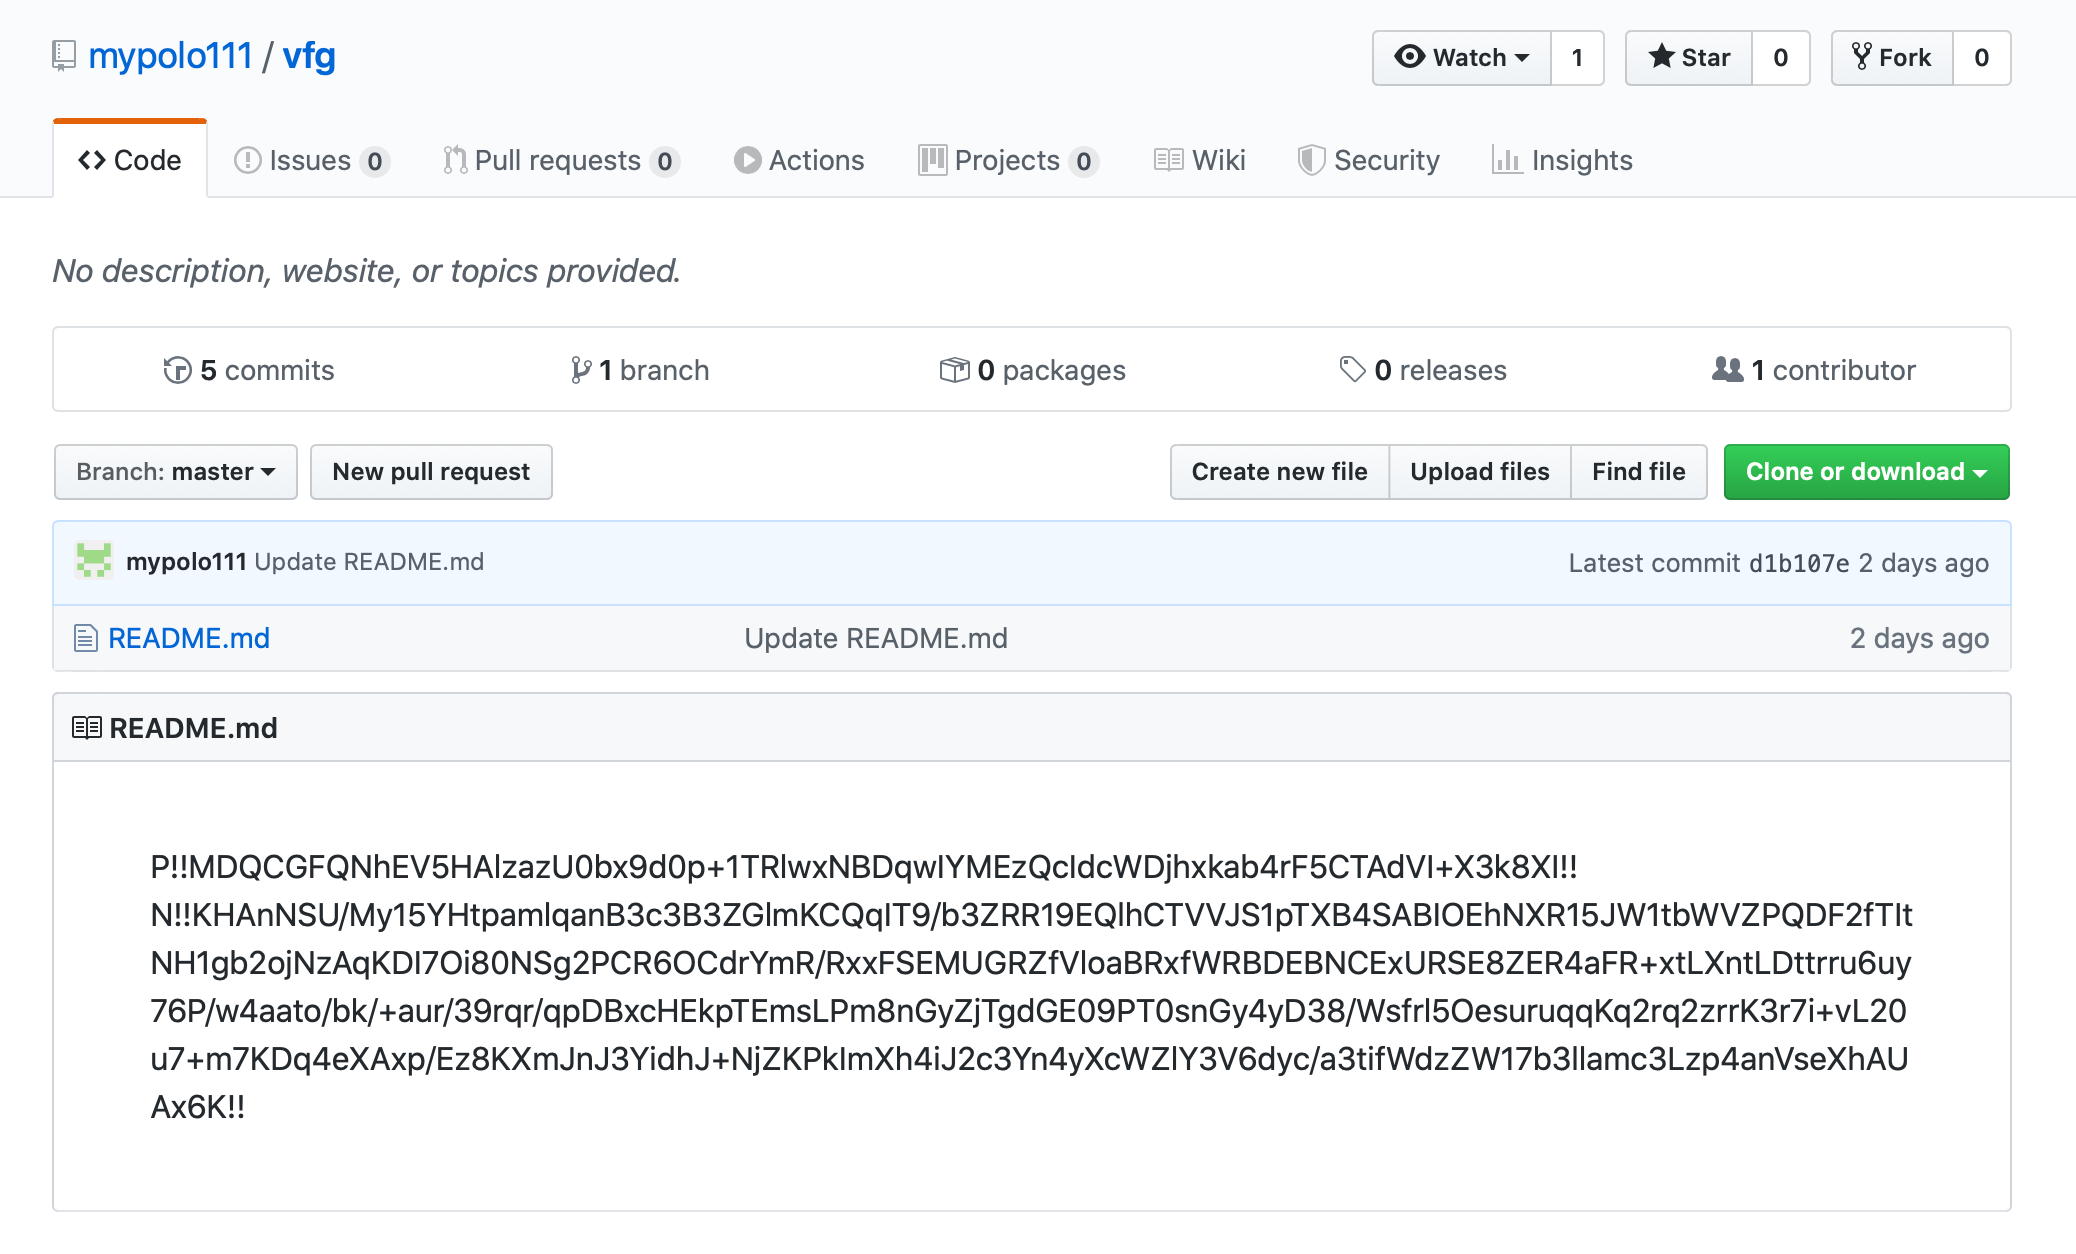 mypolo111 / vfg
Watch 1 Star 0 Fork 0
Code Issues 0 Pull requests 0 Actions Projects 0 Wiki Security Insights
No description, website, or topics provided.
5 commits 1 branch 0 packages 0 releases 1 contributor
Branch: master New pull request Create new file Upload files Find file Clone or download
mypolo111 Update README.md Latest commit d1b107e 2 days ago
README.md Update README.md 2 days ago
README.md
P!!MDQCGFQNhEV5HAlzazU0bx9d0p+1TRlwxNBDqwIYMEzQcIdcWDjhxkab4rF5CTAdVI+X3k8XI!!
N!!KHAnNSU/My15YHtpamlqanB3c3B3ZGlmKCQqIT9/b3ZRR19EQlhCTVVJS1pTXB4SABIOEhNXR15JW1tbWVZPQDF2fTIt
NH1gb2ojNzAqKDI7Oi80NSg2PCR6OCdrYmR/RxxFSEMUGRZfVloaBRxfWRBDEBNCExURSE8ZER4aFR+xtLXntLDttrru6uy
76P/w4aato/bk/+aur/39rqr/qpDBxcHEkpTEmsLPm8nGyZjTgdGE09PT0snGy4yD38/Wsfrl5OesuruqqKq2rq2zrrK3r7i+vL20
u7+m7KDq4eXAxp/Ez8KXmJnJ3YidhJ+NjZKPkImXh4iJ2c3Yn4yXcWZlY3V6dyc/a3tifWdzZW17b3llamc3Lzp4anVseXhAU
Ax6K!!